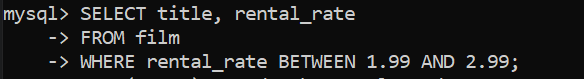 mysql> SELECT title, rental_rate
-> FROM film
-> WHERE rental_rate BETWEEN 1.99 AND 2.99;